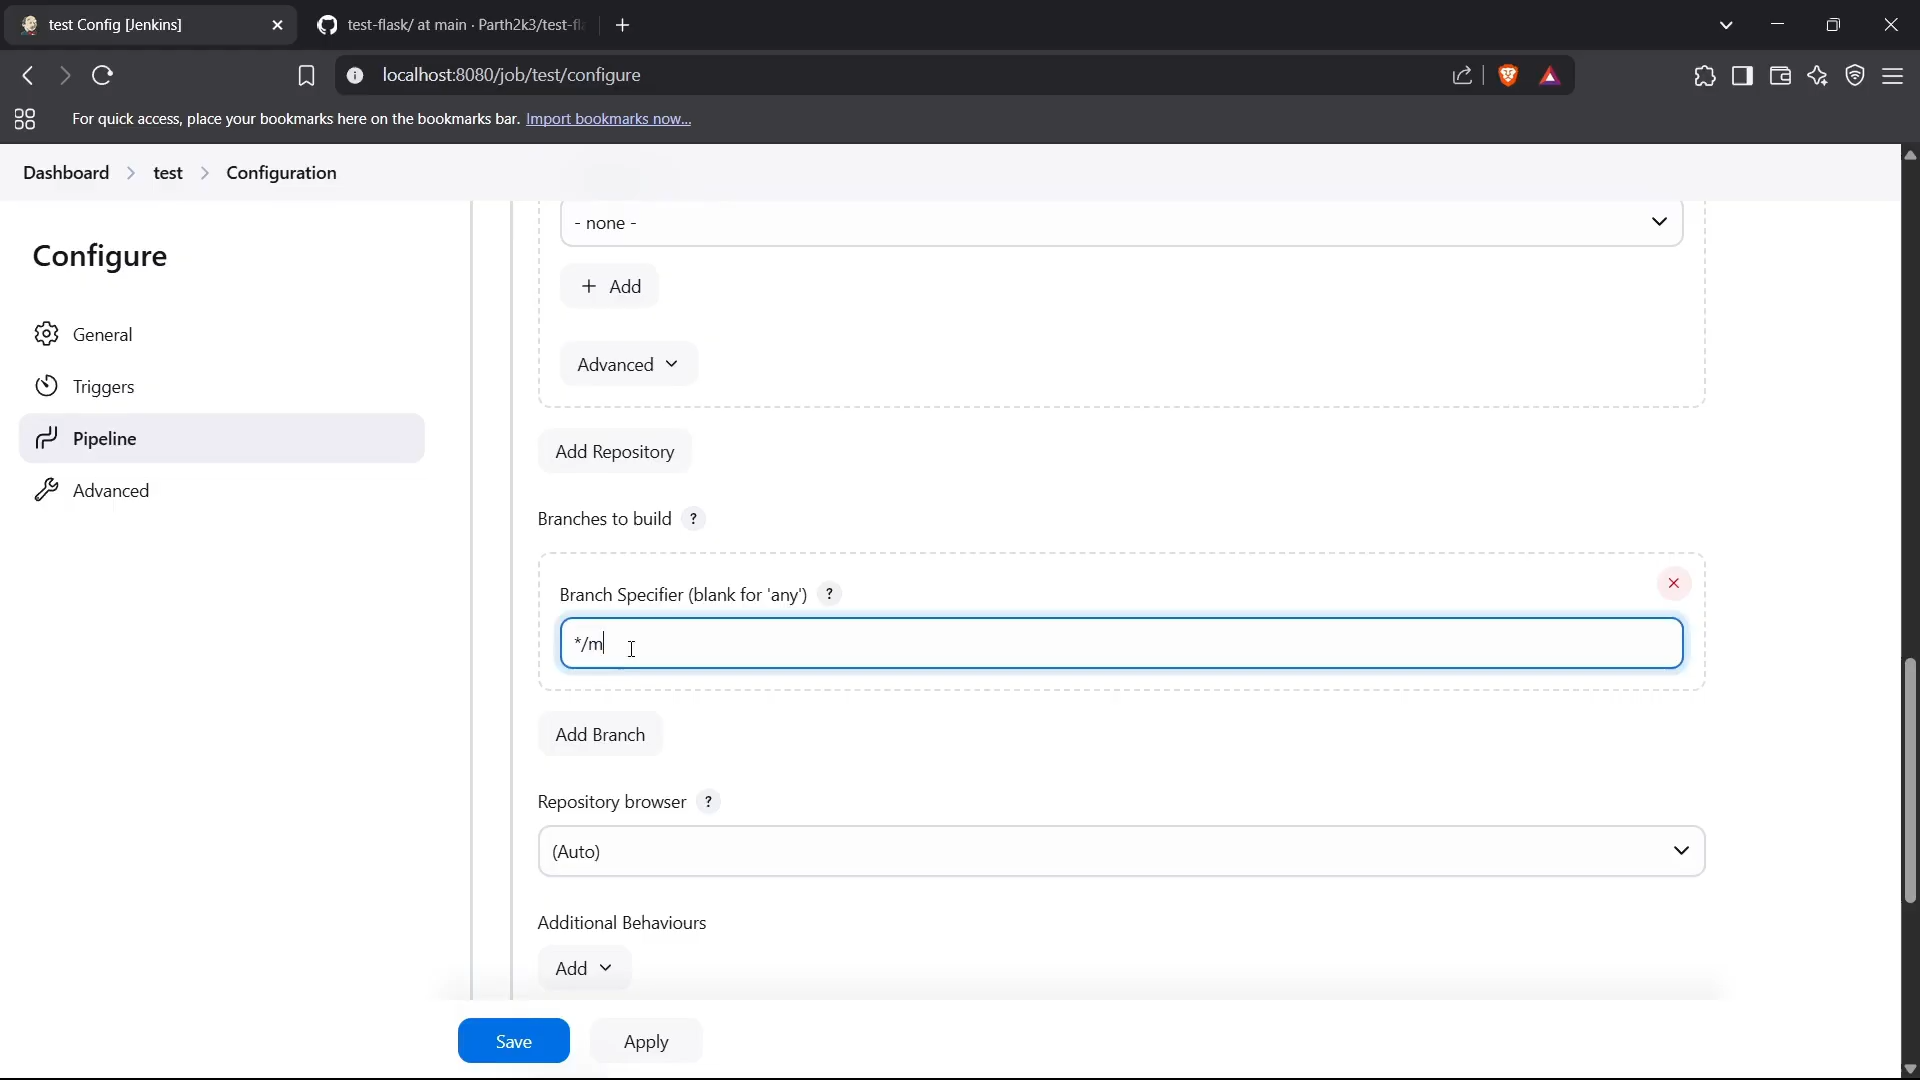 test Config [Jenkins]
test-flask/ at main · Parth2k3/test-fl
localhost:8080/job/test/configure
For quick access, place your bookmarks here on the bookmarks bar. Import bookmarks now...
Dashboard > test > Configuration
Configure
General
Triggers
Pipeline
Advanced
- none -
+ Add
Advanced
Add Repository
Branches to build ?
Branch Specifier (blank for 'any') ?
*/m
Add Branch
Repository browser ?
(Auto)
Additional Behaviours
Add
Save
Apply